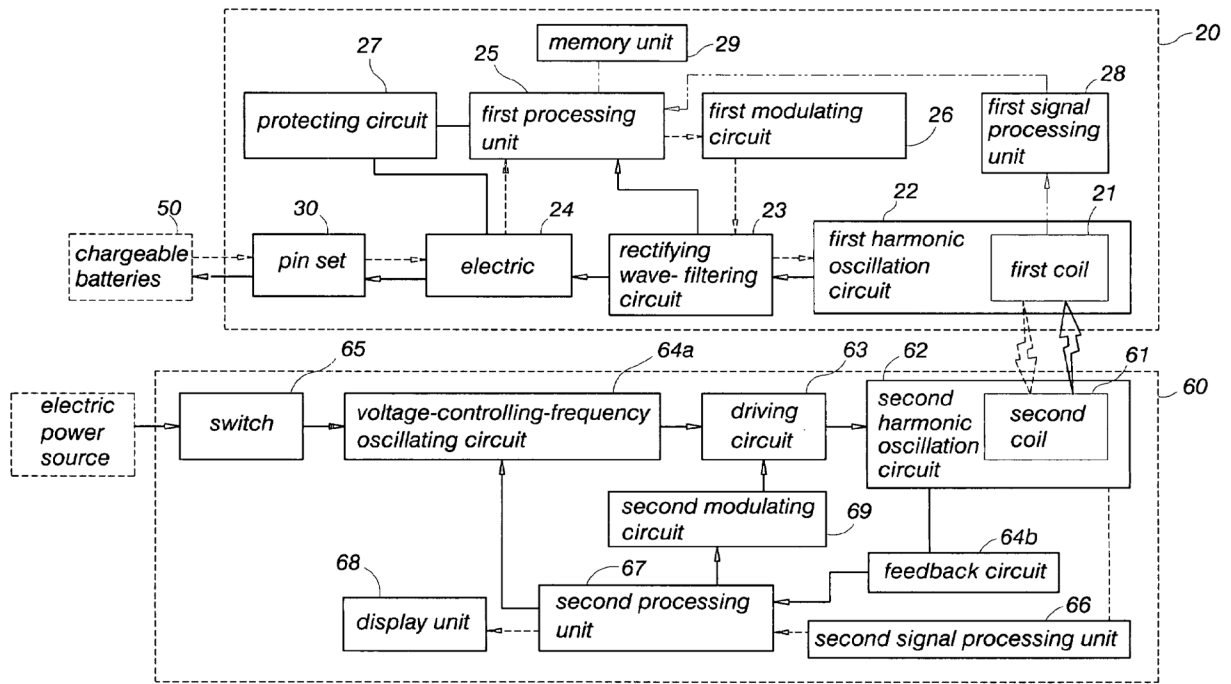 20
memory unit
29
27
25
28
protecting circuit
first processing
unit
first modulating
circuit
26
first signal
processing
unit
50
30
24
23
22
21
chargeable
batteries
pin set
electric
rectifying
wave- filtering
circuit
first harmonic
oscillation
circuit
first coil
65
64a
63
62
61
60
electric
power
source
switch
voltage-controlling-frequency
oscillating circuit
driving
circuit
second
harmonic
oscillation
circuit
second
coil
second modulating
circuit
69
64b
feedback circuit
68
67
66
display unit
second processing
unit
second signal processing unit